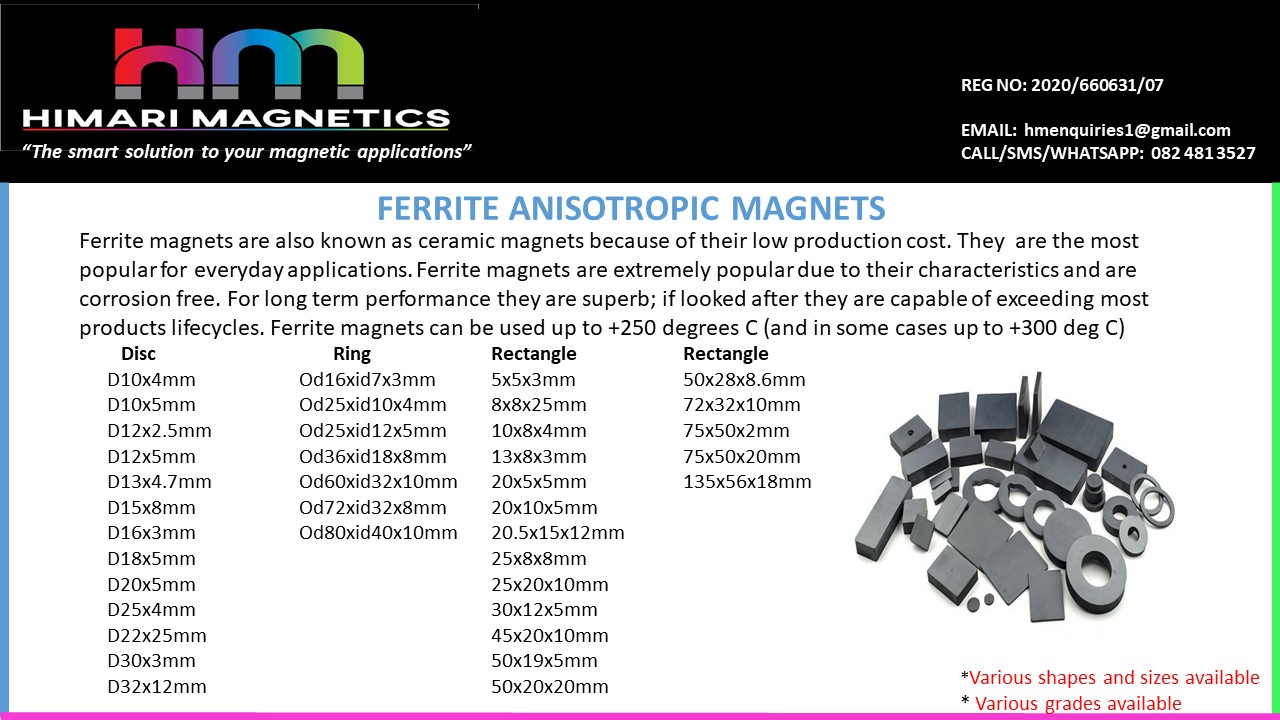 hm
HIMARI MAGNETICS
“The smart solution to your magnetic applications”
REG NO: 2020/660631/07
EMAIL: hmenquiries1@gmail.com
CALL/SMS/WHATSAPP: 082 481 3527
FERRITE ANISOTROPIC MAGNETS
Ferrite magnets are also known as ceramic magnets because of their low production cost. They are the most
popular for everyday applications. Ferrite magnets are extremely popular due to their characteristics and are
corrosion free. For long term performance they are superb; if looked after they are capable of exceeding most
products lifecycles. Ferrite magnets can be used up to +250 degrees C (and in some cases up to +300 deg C)
Disc
D10x4mm
D10x5mm
D12x2.5mm
D12x5mm
D13x4.7mm
D15x8mm
D16x3mm
D18x5mm
D20x5mm
D25x4mm
D22x25mm
D30x3mm
D32x12mm
Ring
Od16xid7x3mm
Od25xid10x4mm
Od25xid12x5mm
Od36xid18x8mm
Od60xid32x10mm
Od72xid32x8mm
Od80xid40x10mm
Rectangle
5x5x3mm
8x8x25mm
10x8x4mm
13x8x3mm
20x5x5mm
20x10x5mm
20.5x15x12mm
25x8x8mm
25x20x10mm
30x12x5mm
45x20x10mm
50x19x5mm
50x20x20mm
Rectangle
50x28x8.6mm
72x32x10mm
75x50x2mm
75x50x20mm
135x56x18mm
*Various shapes and sizes available
* Various grades available